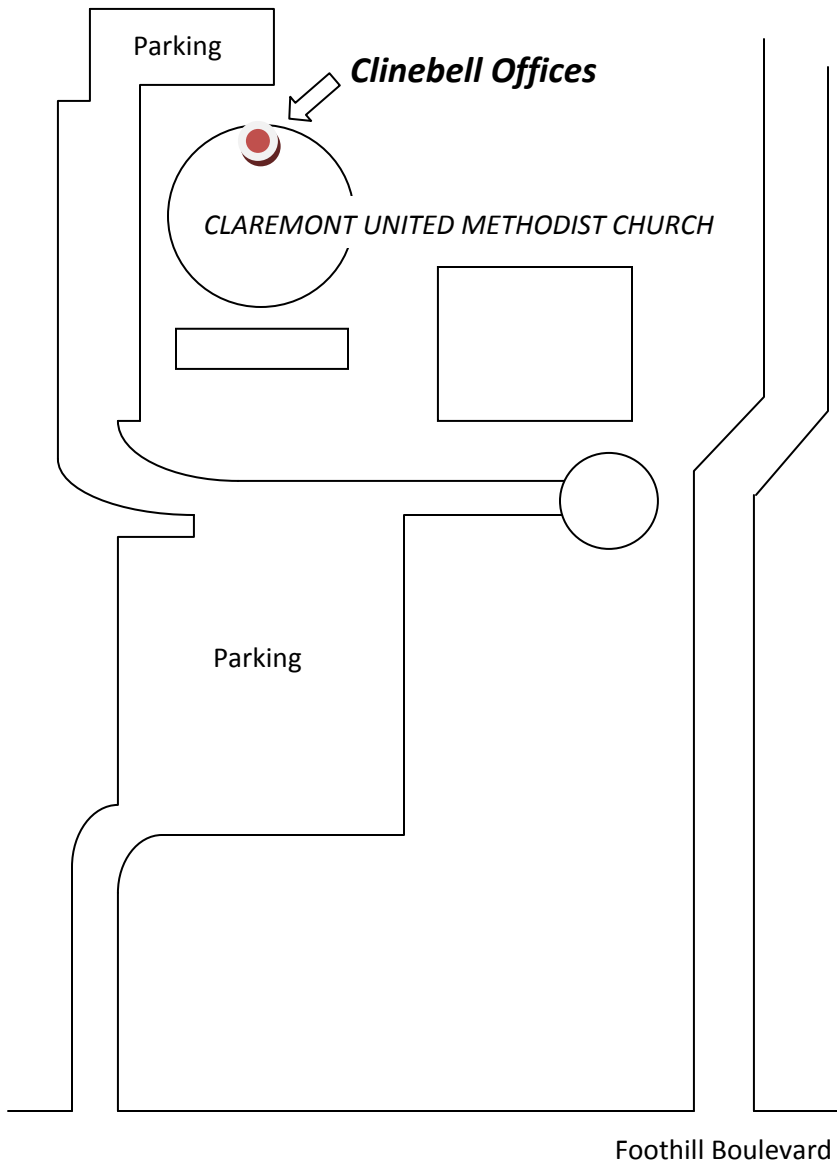 Parking
Clinebell Offices
CLAREMONT UNITED METHODIST CHURCH
Parking
Foothill Boulevard